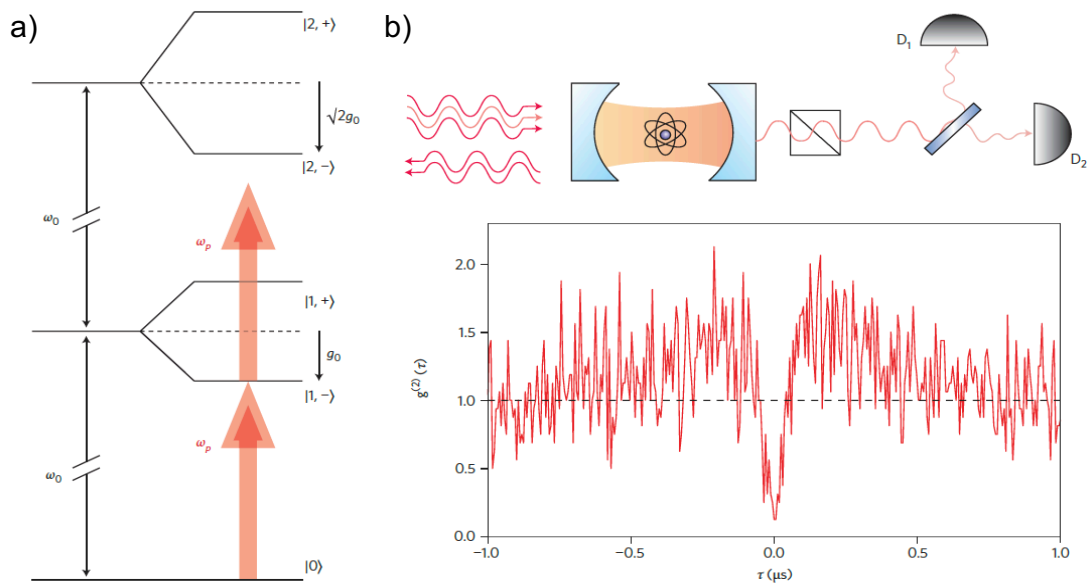 a)
|2, +⟩
√2g₀
|2, −⟩
ω₀
ωₚ
|1, +⟩
g₀
|1, −⟩
ωₚ
ω₀
|0⟩
b)
D₁
D₂
2.0
1.5
1.0
0.5
0.0
g⁽²⁾(τ)
−1.0 −0.5 0.0 0.5 1.0
τ (μs)